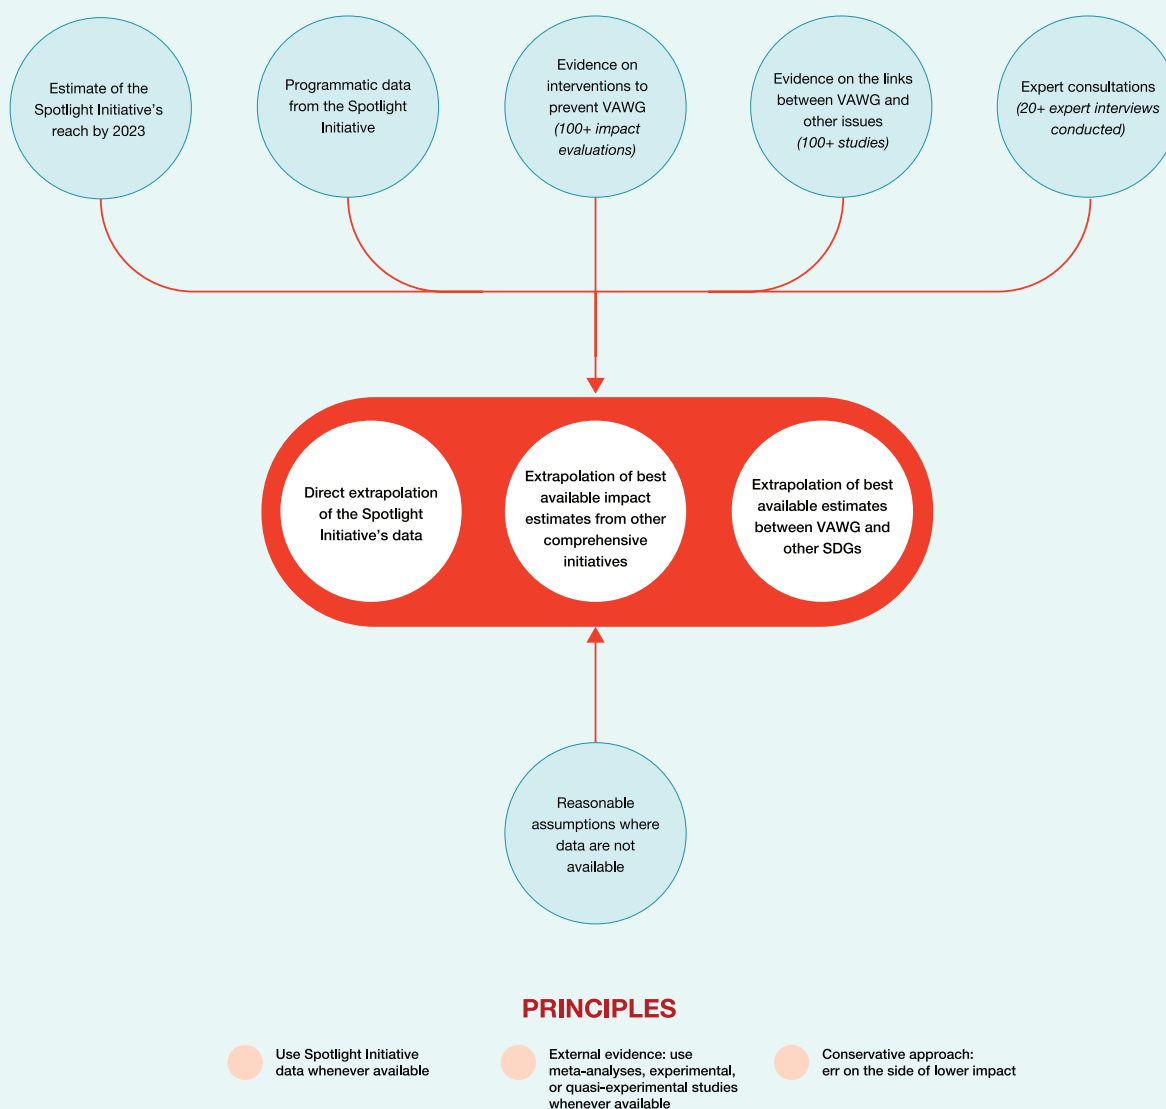 Estimate of the
Spotlight Initiative's
reach by 2023
Programmatic data
from the Spotlight
Initiative
Evidence on
interventions to
prevent VAWG
(100+ impact
evaluations)
Evidence on the links
between VAWG and
other issues
(100+ studies)
Expert consultations
(20+ expert interviews
conducted)
Direct extrapolation
of the Spotlight
Initiative's data
Extrapolation of best
available impact
estimates from other
comprehensive
initiatives
Extrapolation of best
available estimates
between VAWG and
other SDGs
Reasonable
assumptions where
data are not
available
PRINCIPLES
Use Spotlight Initiative
data whenever available
External evidence: use
meta-analyses, experimental,
or quasi-experimental studies
whenever available
Conservative approach:
err on the side of lower impact